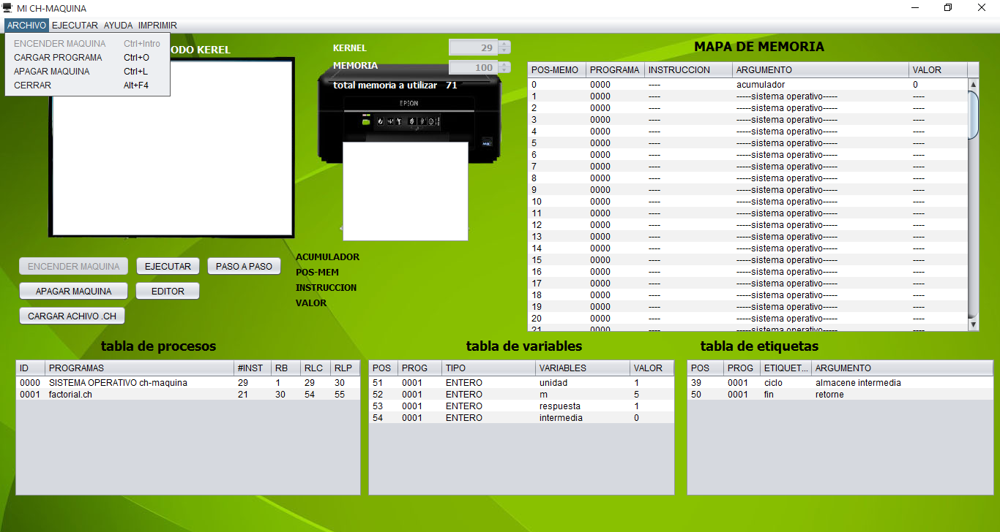 MI CH-MAQUINA
ARCHIVO EJECUTAR AYUDA IMPRIMIR
ENCENDER MAQUINA Ctrl+Intro
CARGAR PROGRAMA Ctrl+O
APAGAR MAQUINA Ctrl+L
CERRAR Alt+F4
ODO KEREL
KERNEL 29
MEMORIA 100
total memoria a utilizar 71
EPSON
MAPA DE MEMORIA
POS-MEMO PROGRAMA INSTRUCCION ARGUMENTO VALOR
0 0000 ---- acumulador 0
1 0000 ---- -----sistema operativo----- ----
2 0000 ---- -----sistema operativo----- ----
3 0000 ---- -----sistema operativo----- ----
4 0000 ---- -----sistema operativo----- ----
5 0000 ---- -----sistema operativo----- ----
6 0000 ---- -----sistema operativo----- ----
7 0000 ---- -----sistema operativo----- ----
8 0000 ---- -----sistema operativo----- ----
9 0000 ---- -----sistema operativo----- ----
10 0000 ---- -----sistema operativo----- ----
11 0000 ---- -----sistema operativo----- ----
12 0000 ---- -----sistema operativo----- ----
13 0000 ---- -----sistema operativo----- ----
14 0000 ---- -----sistema operativo----- ----
15 0000 ---- -----sistema operativo----- ----
16 0000 ---- -----sistema operativo----- ----
17 0000 ---- -----sistema operativo----- ----
18 0000 ---- -----sistema operativo----- ----
19 0000 ---- -----sistema operativo----- ----
20 0000 ---- -----sistema operativo----- ----
21 0000 ---- -----sistema operativo----- ----
ENCENDER MAQUINA EJECUTAR PASO A PASO
APAGAR MAQUINA EDITOR
CARGAR ACHIVO .CH
ACUMULADOR
POS-MEM
INSTRUCCION
VALOR
tabla de procesos
ID PROGRAMAS #INST RB RLC RLP
0000 SISTEMA OPERATIVO ch-maquina 29 1 29 30
0001 factorial.ch 21 30 54 55
tabla de variables
POS PROG TIPO VARIABLES VALOR
51 0001 ENTERO unidad 1
52 0001 ENTERO m 5
53 0001 ENTERO respuesta 1
54 0001 ENTERO intermedia 0
tabla de etiquetas
POS PROG ETIQUET... ARGUMENTO
39 0001 ciclo almacene intermedia
50 0001 fin retorne